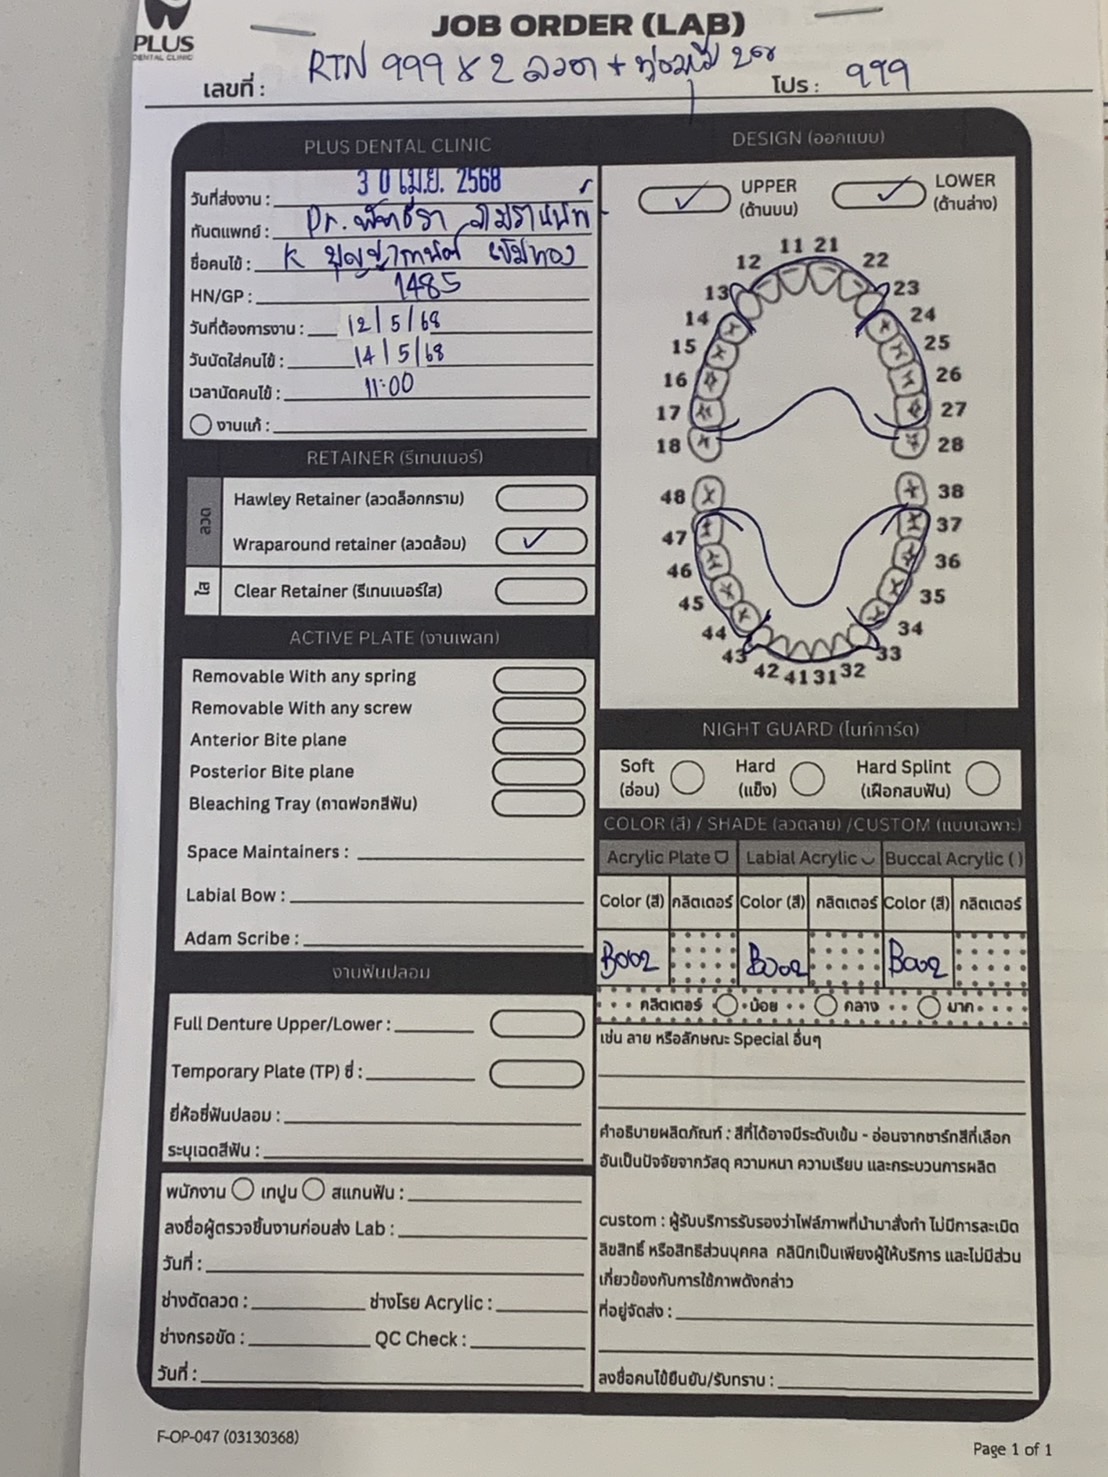 PLUS
DENTAL CLINIC
JOB ORDER (LAB)
เลขที่ : RTN 999 x 2 ลวด +
โปร : 999
PLUS DENTAL CLINIC
วันที่ส่งงาน : 30 เม.ย. 2568
ทันตแพทย์ : Dr.
ชื่อคนไข้ : K
HN/GP : 1485
วันที่ต้องการงาน : 12/5/68
วันนัดใส่คนไข้ : 14/5/68
เวลานัดคนไข้ : 11:00
งานแก้ :
DESIGN (ออกแบบ)
UPPER
(ด้านบน)
LOWER
(ด้านล่าง)
11 21
12 22
13 23
14 24
15 25
16 26
17 27
18 28
48 38
47 37
46 36
45 35
44 34
43 33
42 41 31 32
RETAINER (รีเทนเนอร์)
ลวด
Hawley Retainer (ลวดล็อกกราม)
Wraparound retainer (ลวดล้อม)
ใส
Clear Retainer (รีเทนเนอร์ใส)
ACTIVE PLATE (งานเพลท)
Removable With any spring
Removable With any screw
Anterior Bite plane
Posterior Bite plane
Bleaching Tray (ถาดฟอกสีฟัน)
Space Maintainers :
Labial Bow :
Adam Scribe :
งานฟันปลอม
Full Denture Upper/Lower :
Temporary Plate (TP) ซี่ :
ยี่ห้อซี่ฟันปลอม :
ระบุเฉดสีฟัน :
พนักงาน เทปูน สแกนฟัน :
ลงชื่อผู้ตรวจชิ้นงานก่อนส่ง Lab :
วันที่ :
ช่างดัดลวด : ช่างโรย Acrylic :
ช่างกรอขัด : QC Check :
วันที่ :
NIGHT GUARD (ไนท์การ์ด)
Soft
(อ่อน)
Hard
(แข็ง)
Hard Splint
(เฝือกสบฟัน)
COLOR (สี) / SHADE (ลวดลาย) /CUSTOM (แบบเฉพาะ)
Acrylic Plate Labial Acrylic Buccal Acrylic ( )
Color (สี) กลิตเตอร์ Color (สี) กลิตเตอร์ Color (สี) กลิตเตอร์
B002 B002 B002
กลิตเตอร์ น้อย กลาง มาก
เช่น ลาย หรือลักษณะ Special อื่นๆ
คำอธิบายผลิตภัณฑ์ : สีที่ได้อาจมีระดับเข้ม - อ่อนจากชาร์ทสีที่เลือก
อันเป็นปัจจัยจากวัสดุ ความหนา ความเรียบ และกระบวนการผลิต
custom : ผู้รับบริการรับรองว่าไฟล์ภาพที่นำมาสั่งทำ ไม่มีการละเมิด
ลิขสิทธิ์ หรือสิทธิส่วนบุคคล คลินิกเป็นเพียงผู้ให้บริการ และไม่มีส่วน
เกี่ยวข้องกับการใช้ภาพดังกล่าว
ที่อยู่จัดส่ง :
ลงชื่อคนไข้ยืนยัน/รับทราบ :
F-OP-047 (03130368)
Page 1 of 1